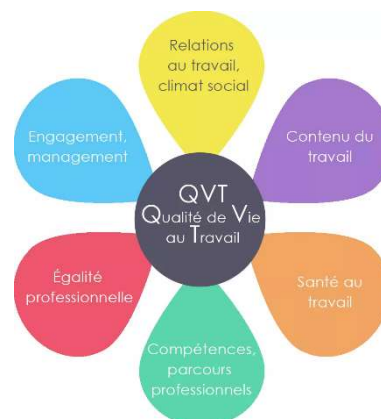 Relations
au travail,
climat social
Engagement,
management
Contenu du
travail
QVT
Qualité de Vie
au Travail
Égalité
professionnelle
Santé au
travail
Compétences,
parcours
professionnels